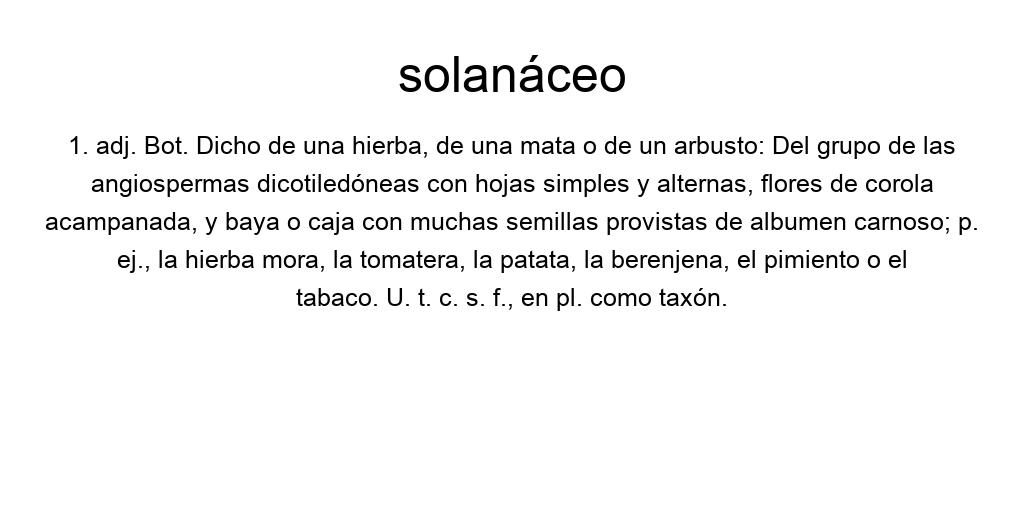 solanáceo
1. adj. Bot. Dicho de una hierba, de una mata o de un arbusto: Del grupo de las
angiospermas dicotiledóneas con hojas simples y alternas, flores de corola
acampanada, y baya o caja con muchas semillas provistas de albumen carnoso; p.
ej., la hierba mora, la tomatera, la patata, la berenjena, el pimiento o el
tabaco. U. t. c. s. f., en pl. como taxón.